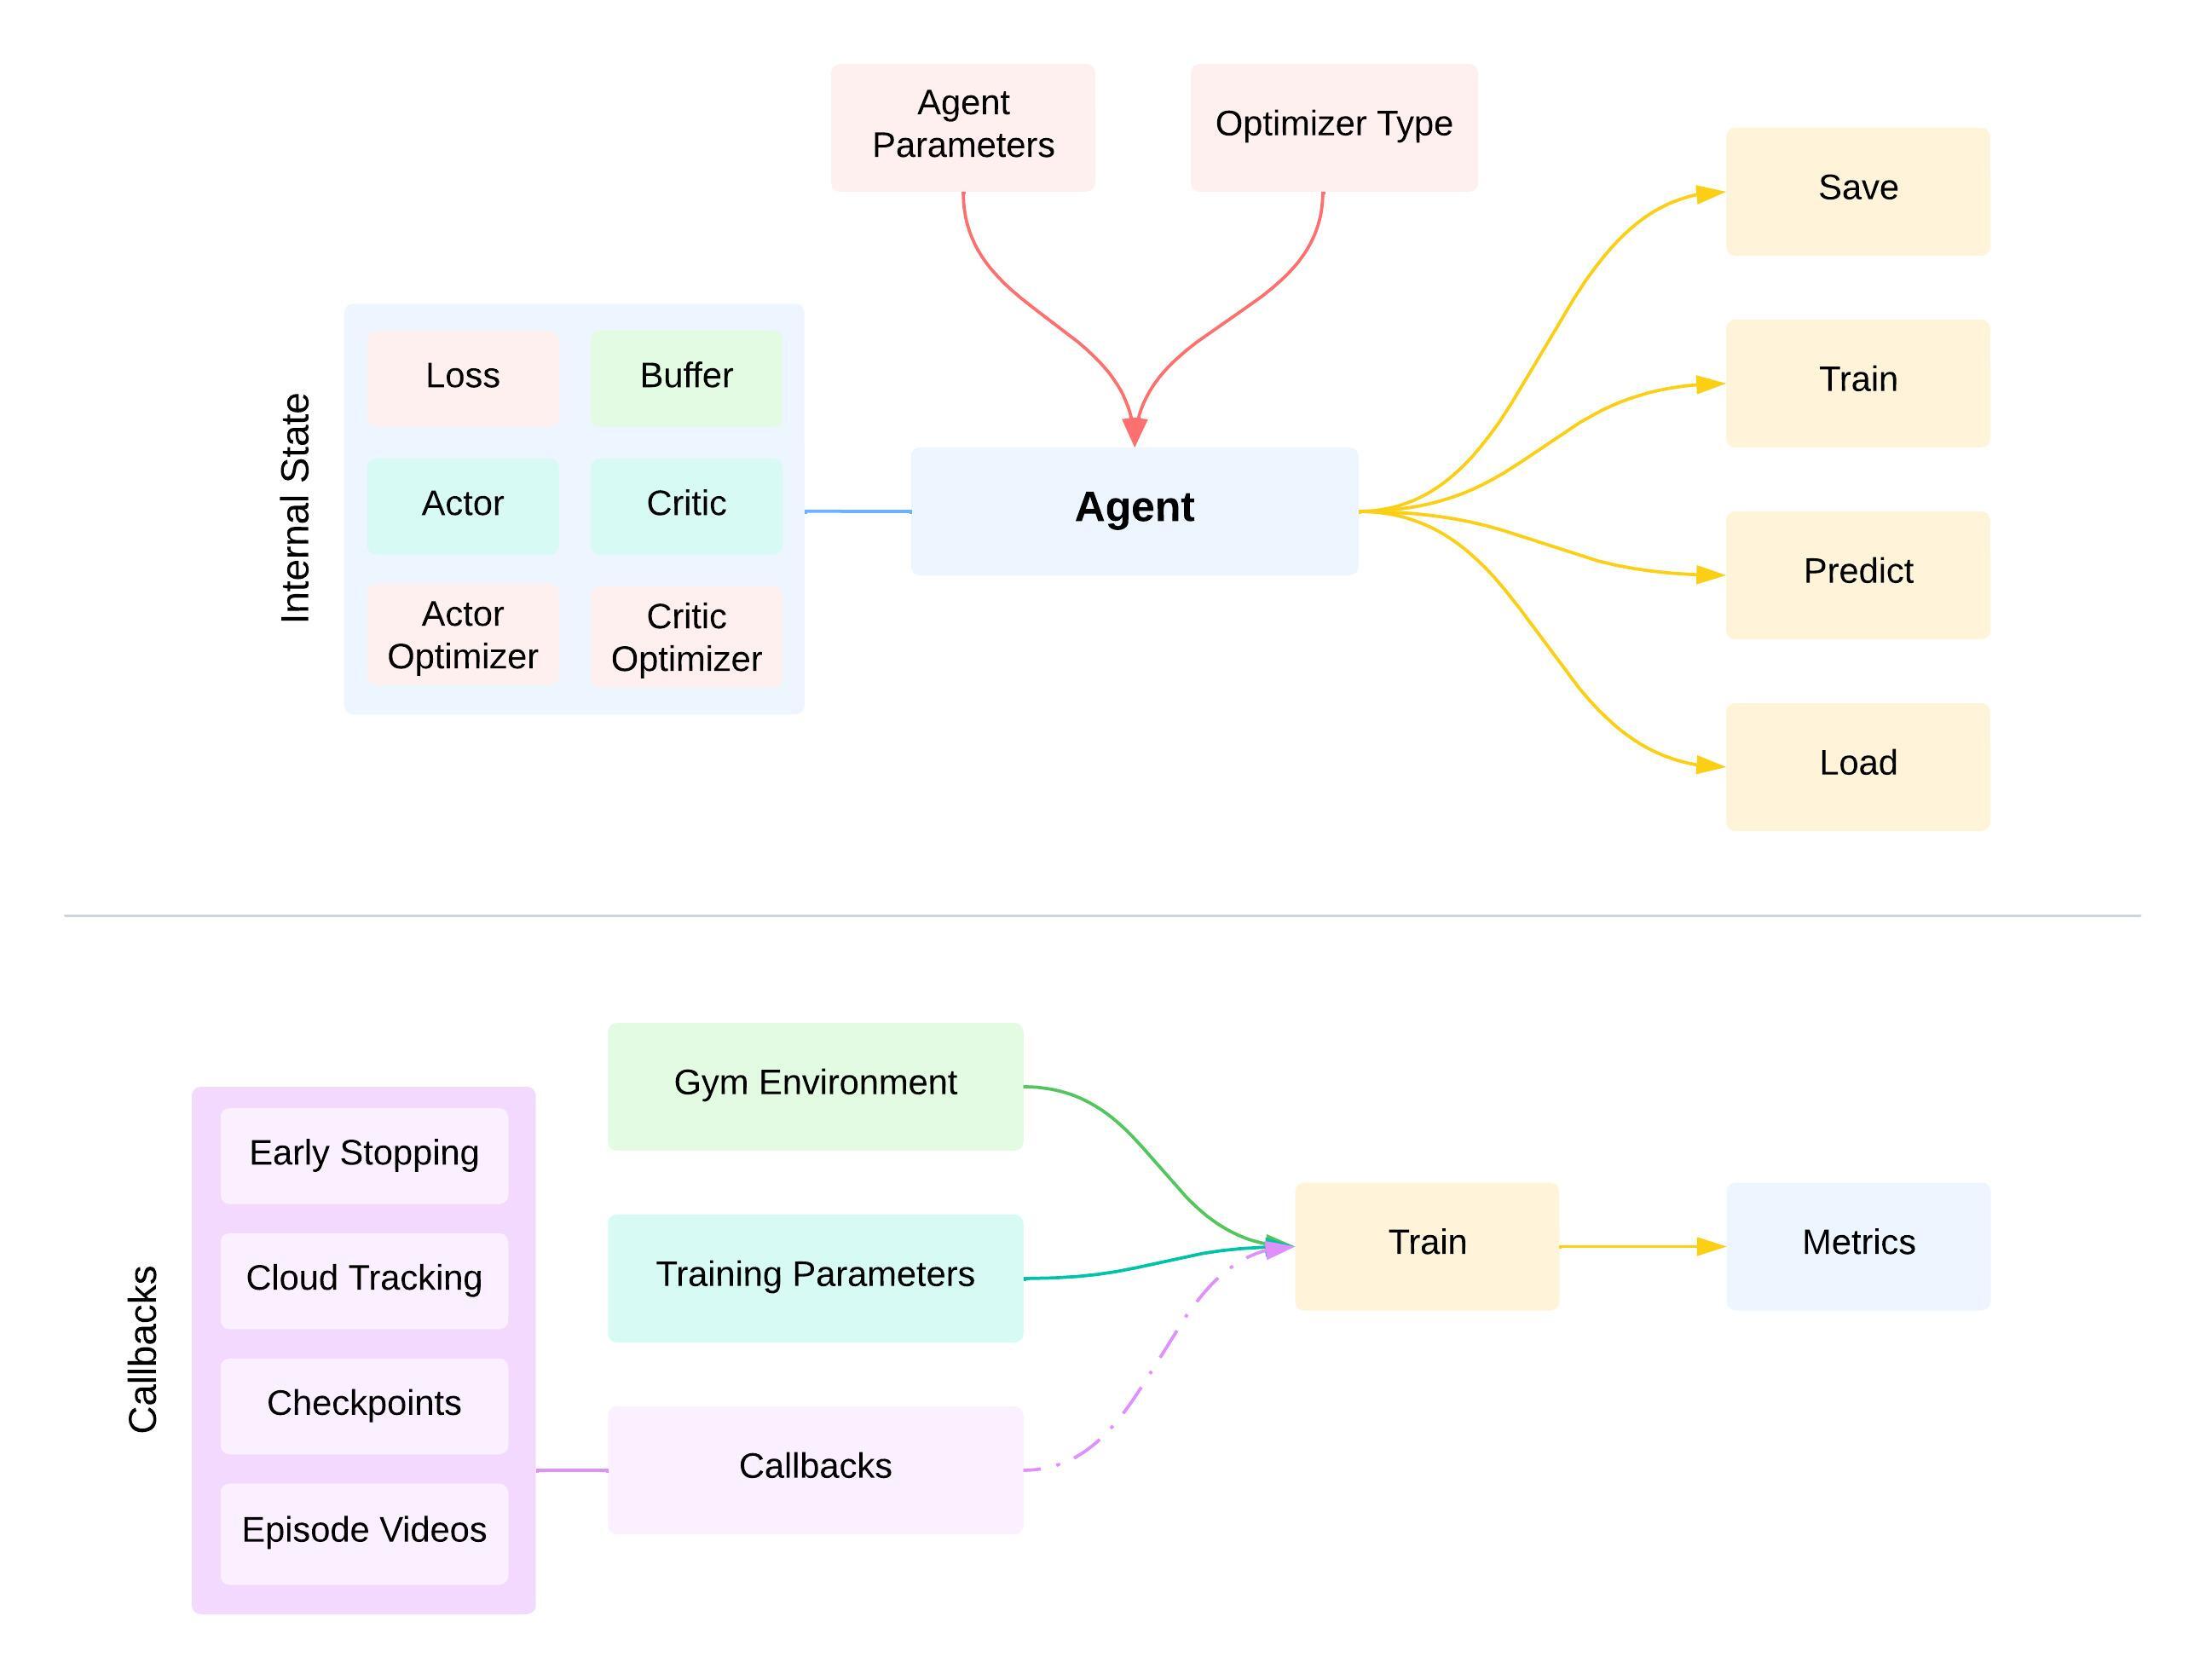 Agent
Parameters
Optimizer Type
Save
Train
Predict
Load
Internal State
Loss
Buffer
Actor
Critic
Actor
Optimizer
Critic
Optimizer
Agent
Callbacks
Early Stopping
Cloud Tracking
Checkpoints
Episode Videos
Gym Environment
Training Parameters
Callbacks
Train
Metrics